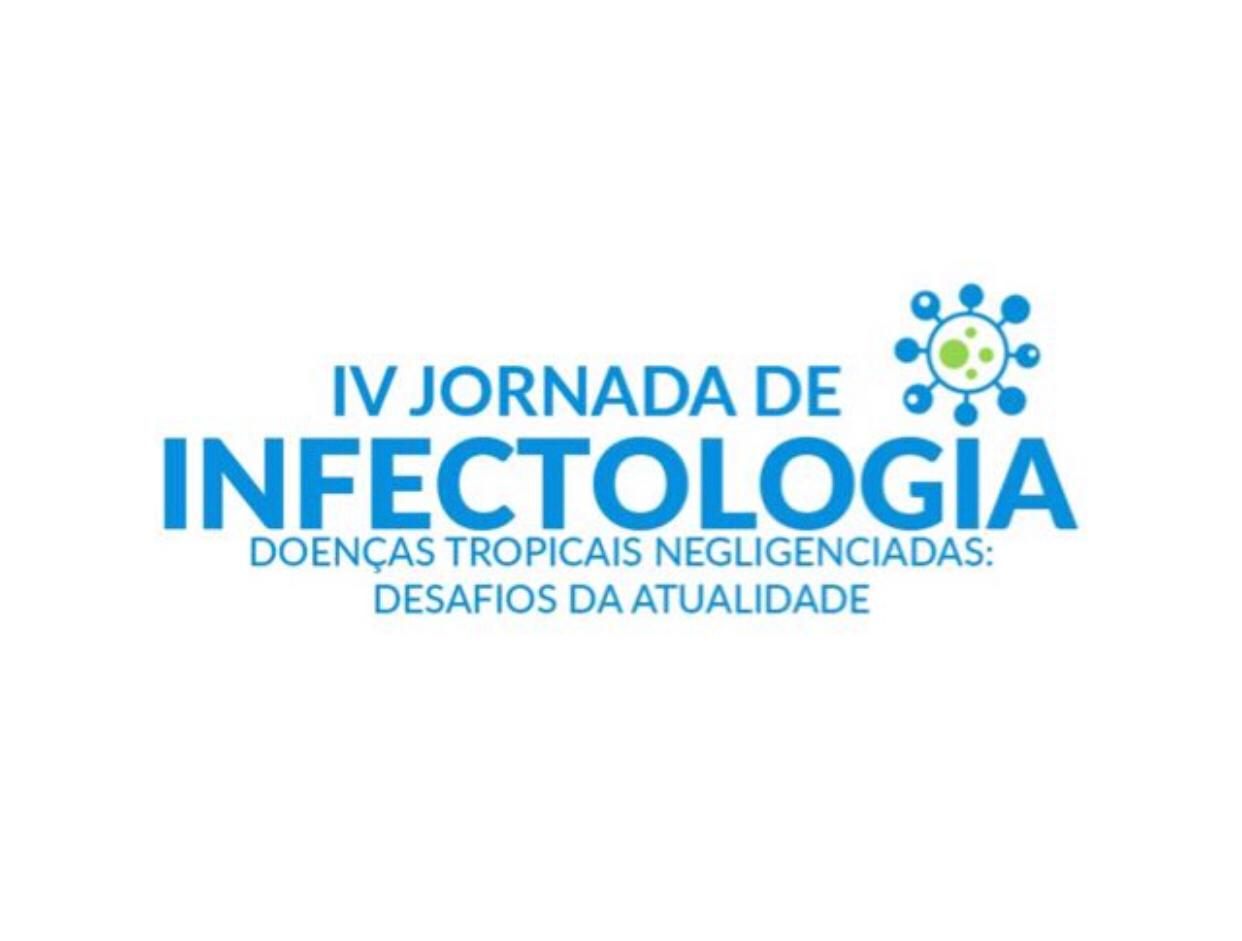 IV JORNADA DE
INFECTOLOGIA
DOENÇAS TROPICAIS NEGLIGENCIADAS:
DESAFIOS DA ATUALIDADE